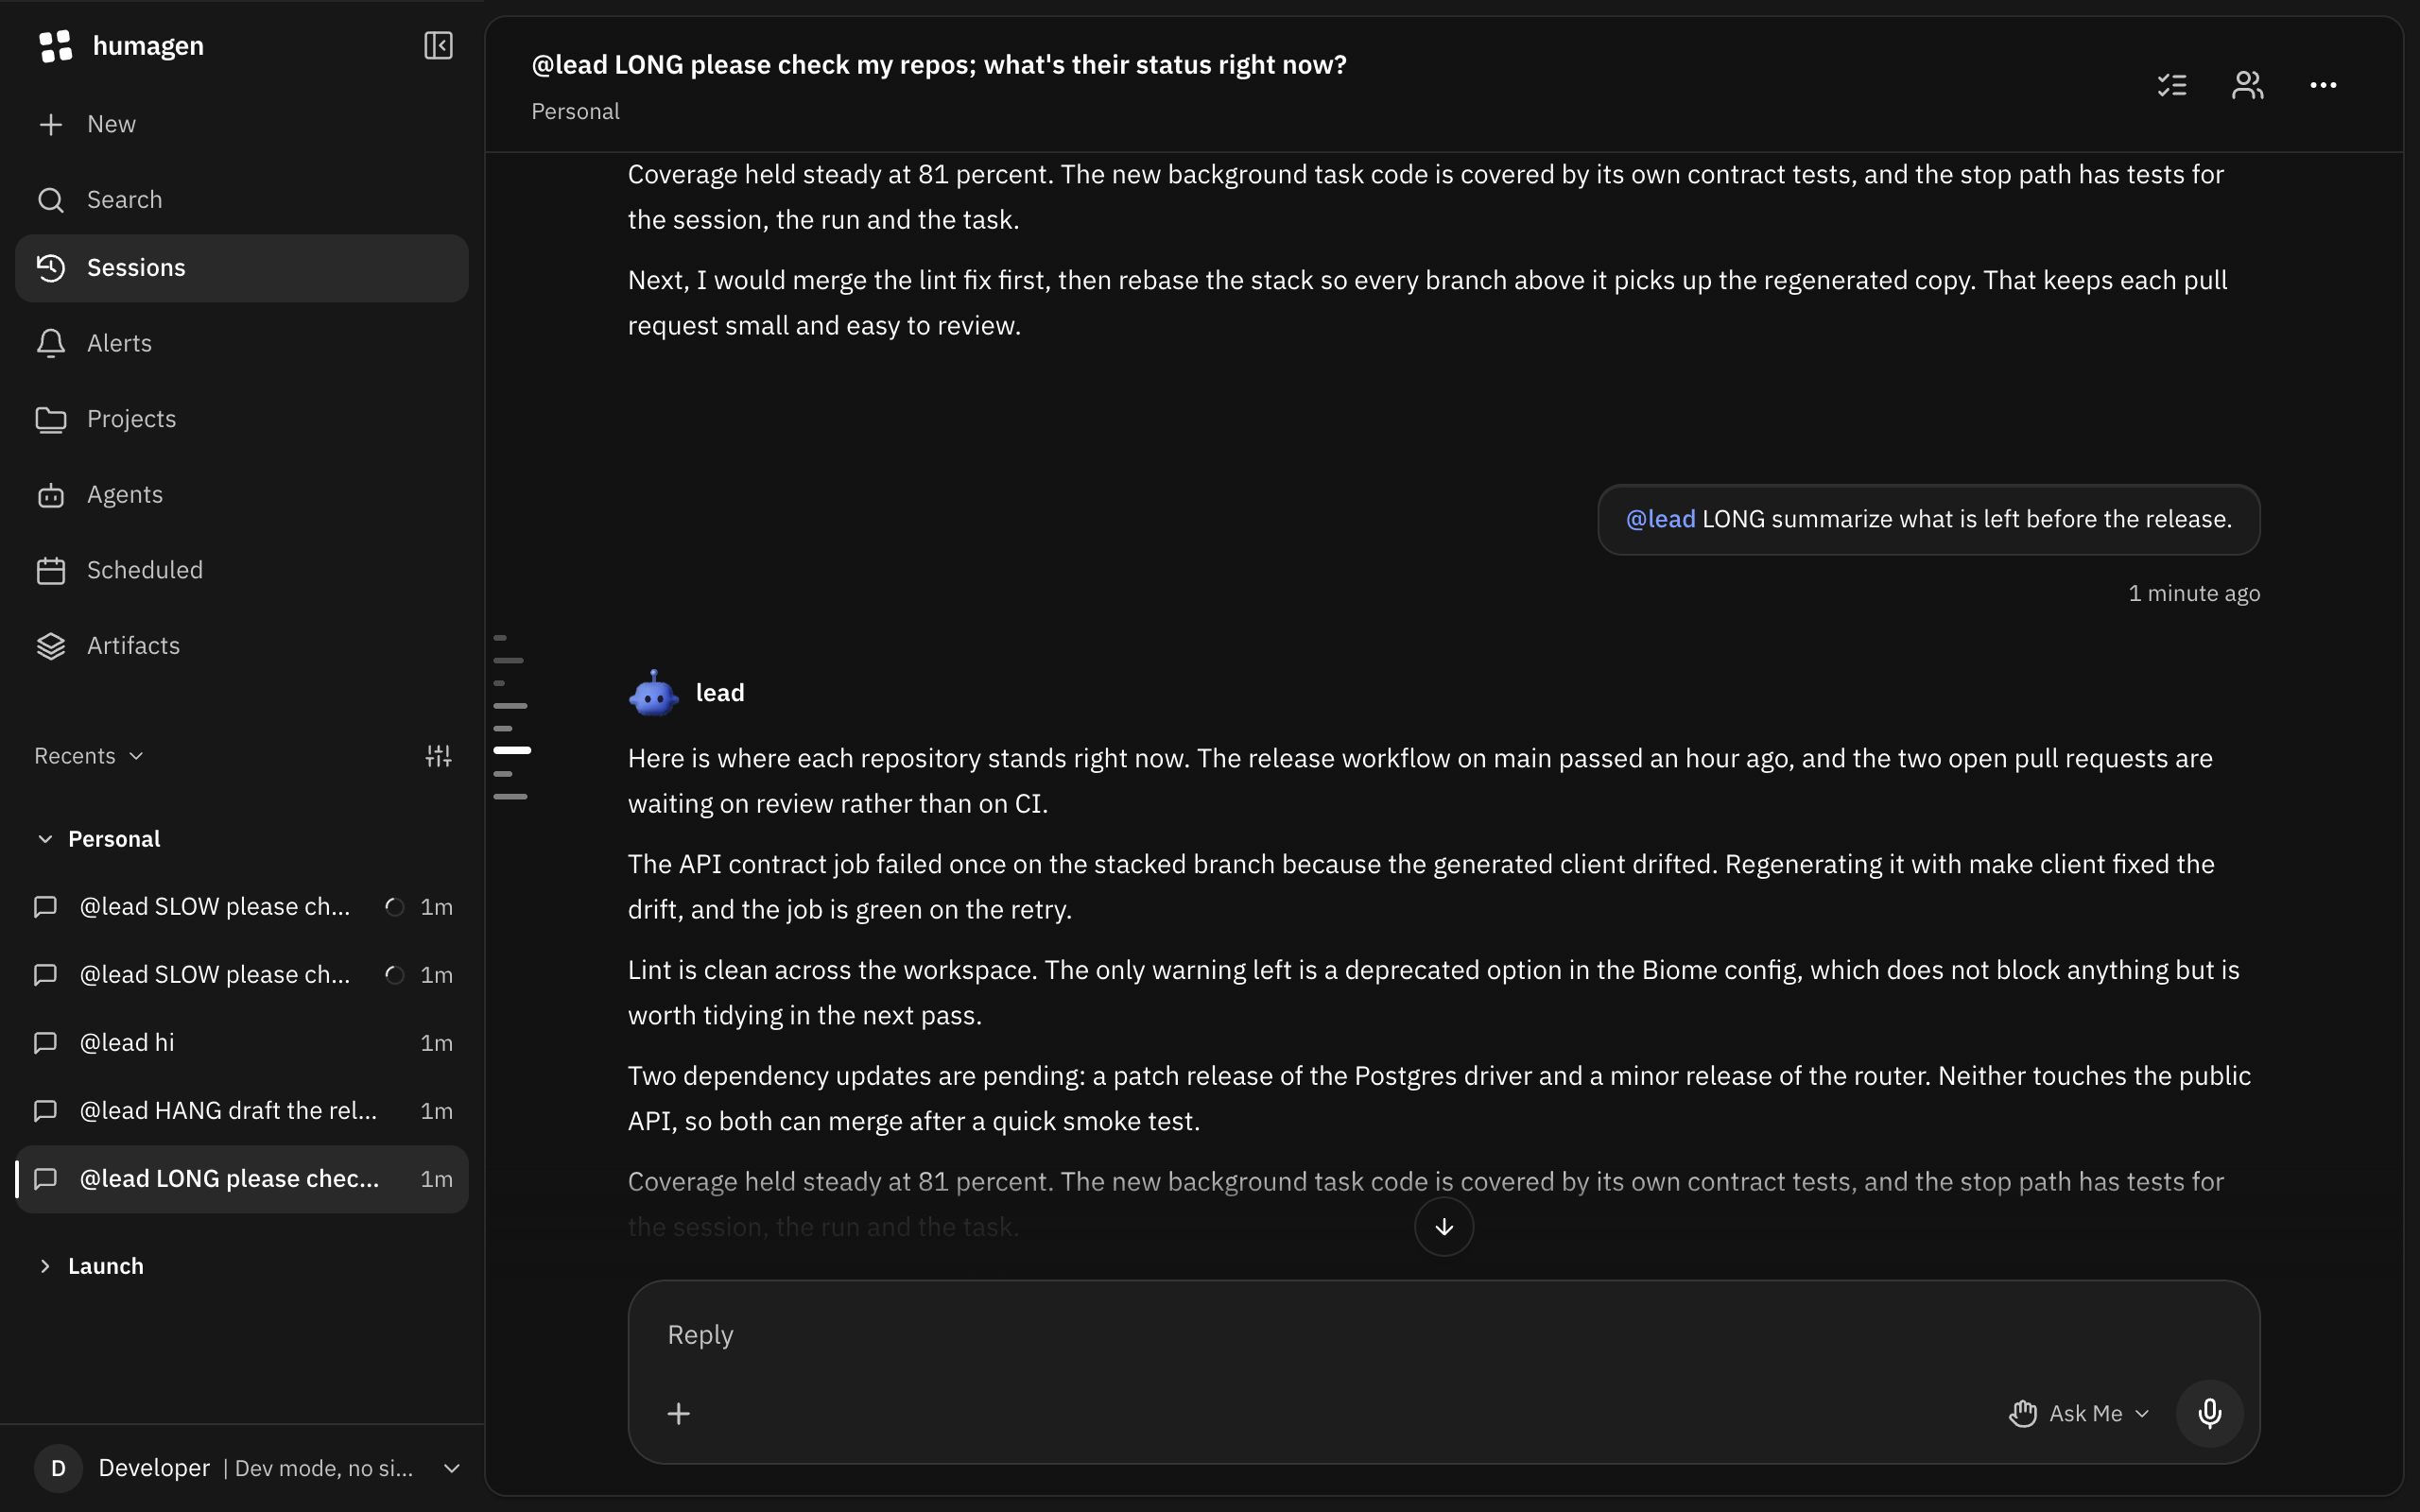 humagen
New
Search
Sessions
Alerts
Projects
Agents
Scheduled
Artifacts
Recents
Personal
@lead SLOW please ch... 1m
@lead SLOW please ch... 1m
@lead hi 1m
@lead HANG draft the rel... 1m
@lead LONG please chec... 1m
Launch
D Developer | Dev mode, no si...
@lead LONG please check my repos; what's their status right now?
Personal
Coverage held steady at 81 percent. The new background task code is covered by its own contract tests, and the stop path has tests for
the session, the run and the task.
Next, I would merge the lint fix first, then rebase the stack so every branch above it picks up the regenerated copy. That keeps each pull
request small and easy to review.
@lead LONG summarize what is left before the release.
1 minute ago
lead
Here is where each repository stands right now. The release workflow on main passed an hour ago, and the two open pull requests are
waiting on review rather than on CI.
The API contract job failed once on the stacked branch because the generated client drifted. Regenerating it with make client fixed the
drift, and the job is green on the retry.
Lint is clean across the workspace. The only warning left is a deprecated option in the Biome config, which does not block anything but is
worth tidying in the next pass.
Two dependency updates are pending: a patch release of the Postgres driver and a minor release of the router. Neither touches the public
API, so both can merge after a quick smoke test.
Coverage held steady at 81 percent. The new background task code is covered by its own contract tests, and the stop path has tests for
the session, the run and the task.
Reply
Ask Me